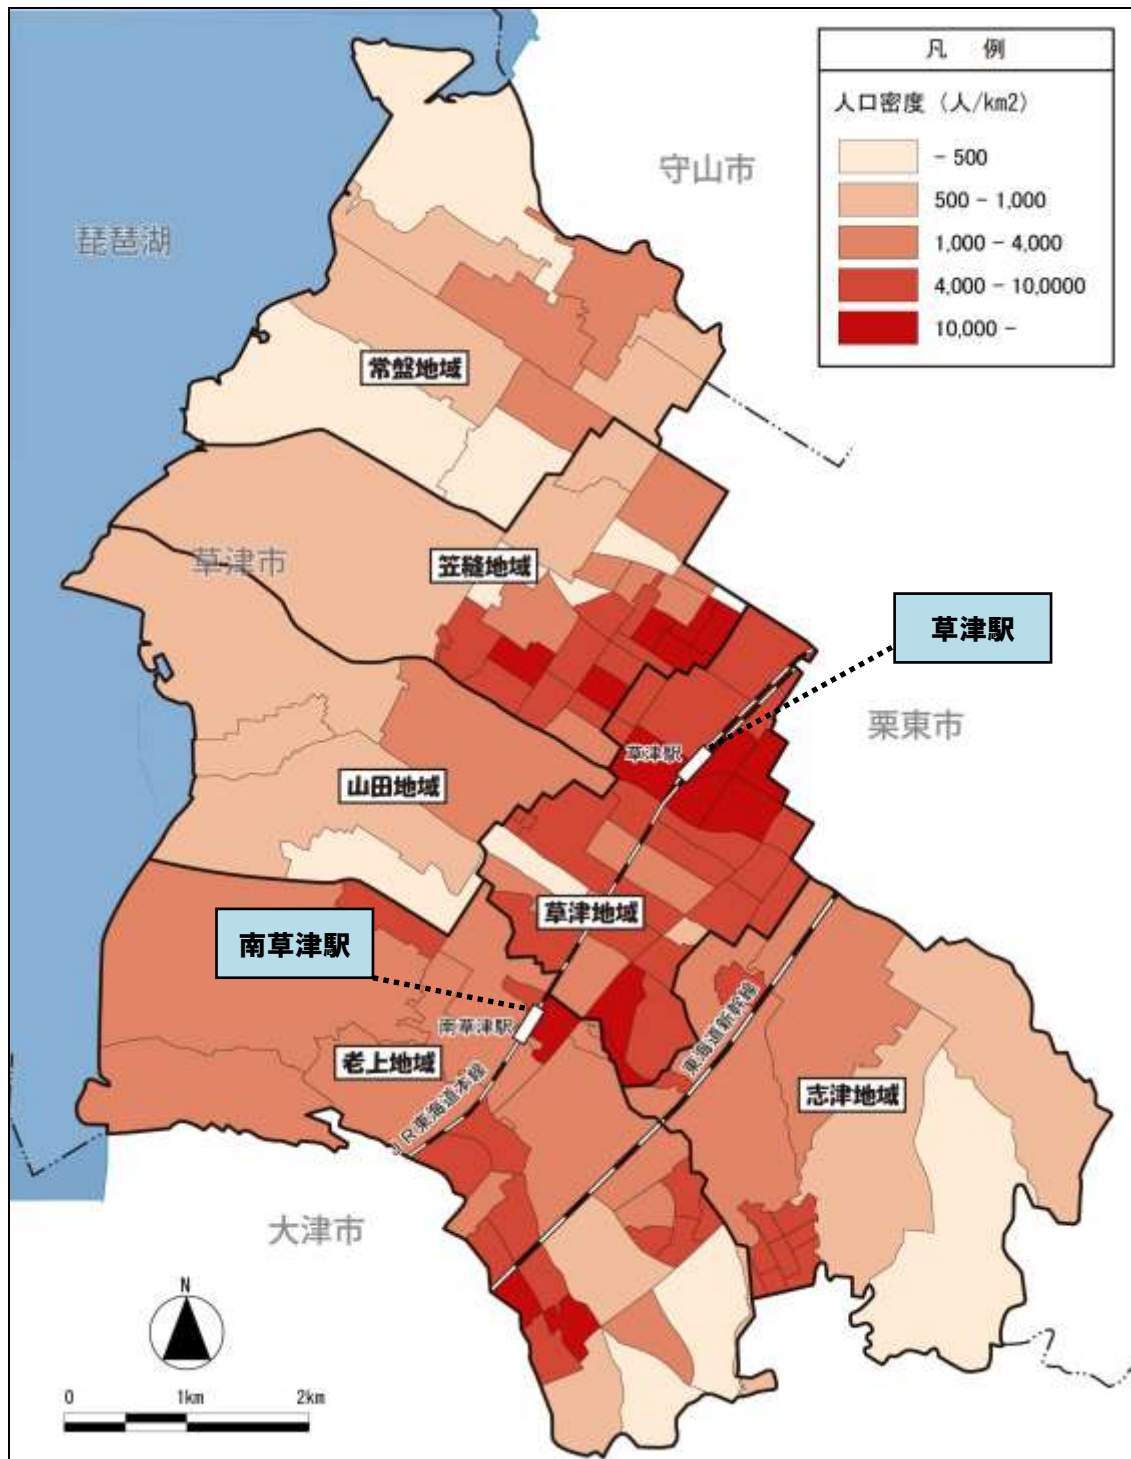 凡 例
人口密度 (人/km2)
- 500
500 - 1,000
1,000 - 4,000
4,000 - 10,0000
10,000 -
守山市
琵琶湖
常盤地域
草津市
笠縫地域
草津駅
栗東市
草津駅
山田地域
草津地域
南草津駅
南草津駅
東海道新幹線
老上地域
JR東海道本線
志津地域
大津市
N
0 1km 2km